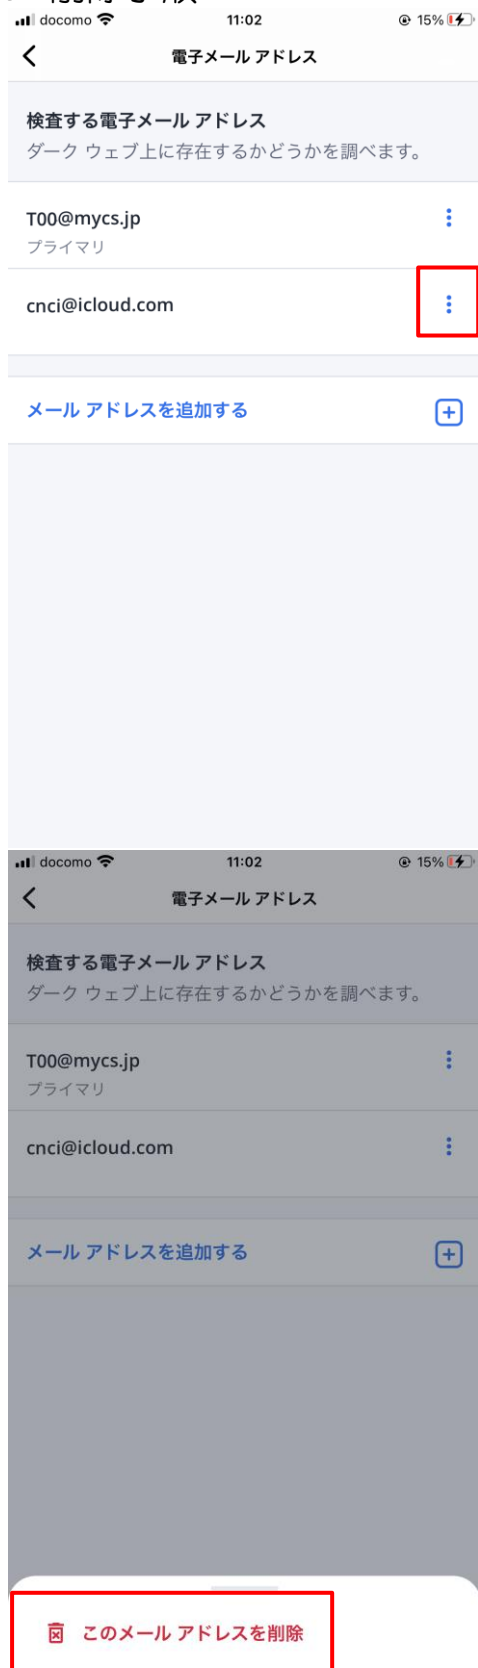 docomo 11:02 15%
電子メール アドレス
検査する電子メール アドレス
ダーク ウェブ上に存在するかどうかを調べます。
T00@mycs.jp
プライマリ
cnci@icloud.com
メール アドレスを追加する
docomo 11:02 15%
電子メール アドレス
検査する電子メール アドレス
ダーク ウェブ上に存在するかどうかを調べます。
T00@mycs.jp
プライマリ
cnci@icloud.com
メール アドレスを追加する
このメール アドレスを削除